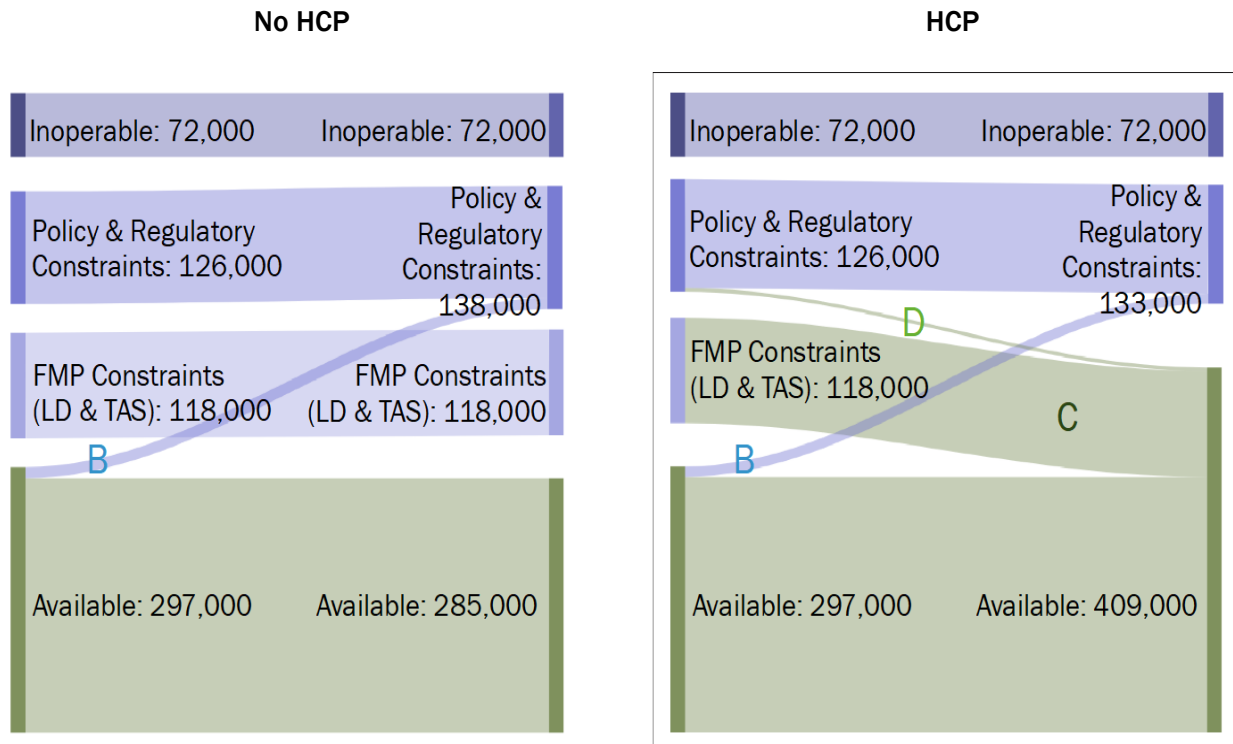 No HCP
Inoperable: 72,000
Inoperable: 72,000
Policy & Regulatory
Constraints: 126,000
Policy &
Regulatory
Constraints:
138,000
FMP Constraints
(LD & TAS): 118,000
FMP Constraints
(LD & TAS): 118,000
B
Available: 297,000
Available: 285,000
HCP
Inoperable: 72,000
Inoperable: 72,000
Policy & Regulatory
Constraints: 126,000
Policy &
Regulatory
Constraints:
133,000
D
FMP Constraints
(LD & TAS): 118,000
C
B
Available: 297,000
Available: 409,000